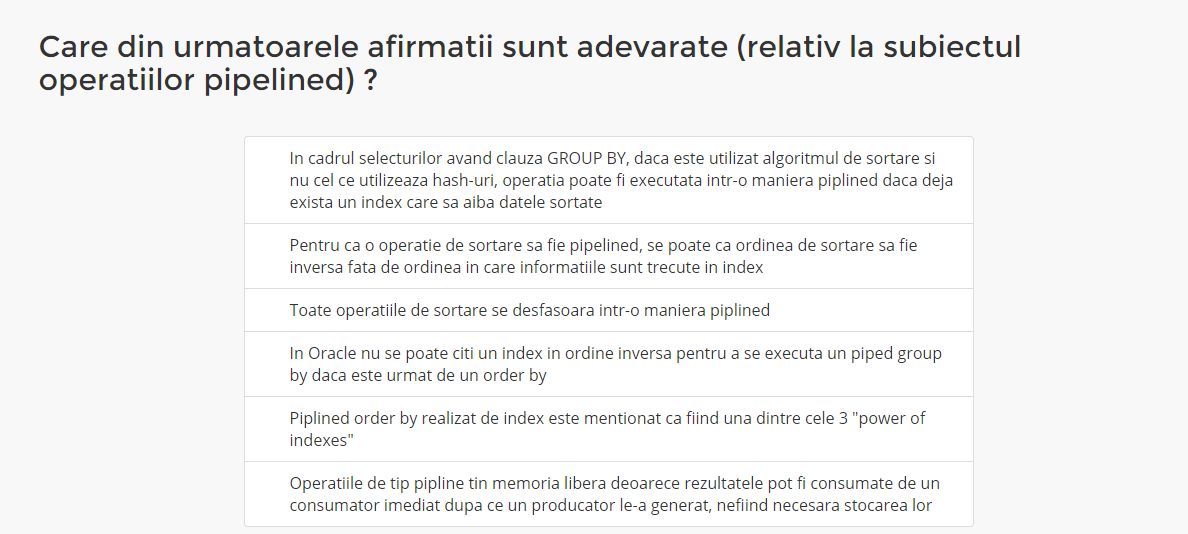 Care din urmatoarele afirmatii sunt adevarate (relativ la subiectul
operatiilor pipelined) ?
In cadrul selecturilor avand clauza GROUP BY, daca este utilizat algoritmul de sortare si
nu cel ce utilizeaza hash-uri, operatia poate fi executata intr-o maniera piplined daca deja
exista un index care sa aiba datele sortate
Pentru ca o operatie de sortare sa fie pipelined, se poate ca ordinea de sortare sa fie
inversa fata de ordinea in care informatiile sunt trecute in index
Toate operatiile de sortare se desfasoara intr-o maniera piplined
In Oracle nu se poate citi un index in ordine inversa pentru a se executa un piped group
by daca este urmat de un order by
Piplined order by realizat de index este mentionat ca fiind una dintre cele 3 "power of
indexes"
Operatiile de tip pipline tin memoria libera deoarece rezultatele pot fi consumate de un
consumator imediat dupa ce un producator le-a generat, nefiind necesara stocarea lor